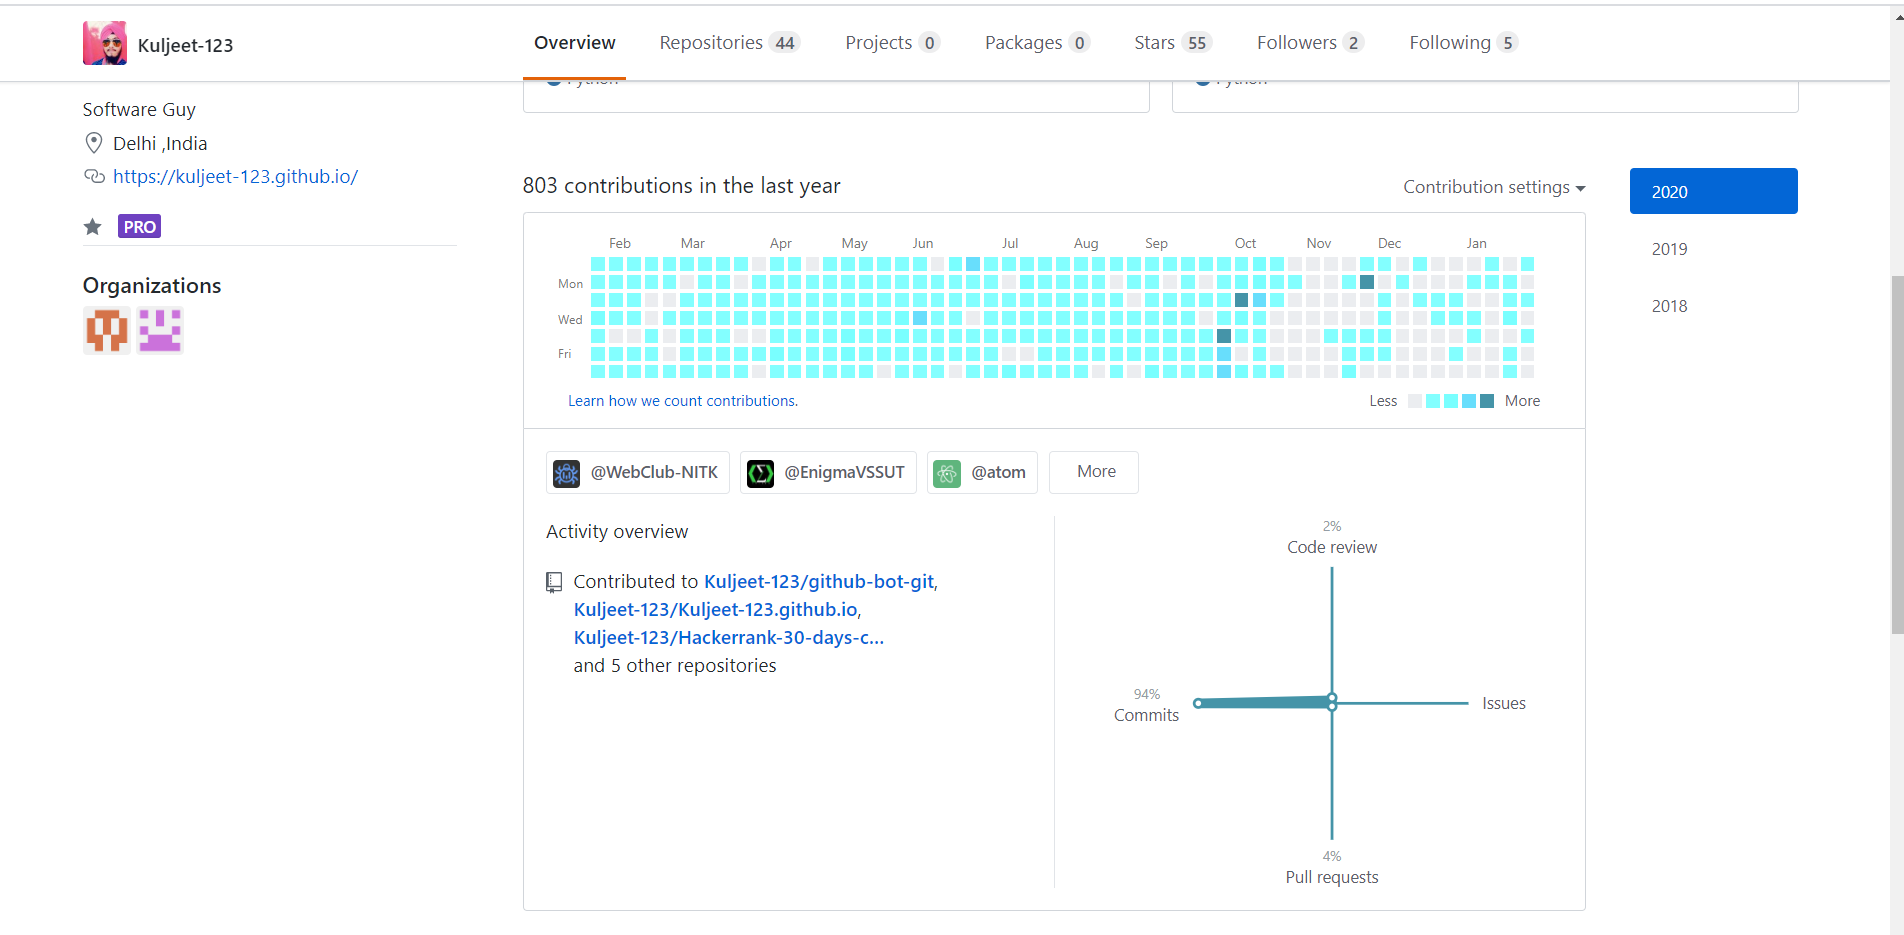 Kuljeet-123
Overview Repositories 44 Projects 0 Packages 0 Stars 55 Followers 2 Following 5
Python Python
Software Guy
Delhi ,India
https://kuljeet-123.github.io/
PRO
Organizations
803 contributions in the last year
Contribution settings
2020
2019
2018
Feb Mar Apr May Jun Jul Aug Sep Oct Nov Dec Jan
Mon
Wed
Fri
Learn how we count contributions.
Less More
@WebClub-NITK @EnigmaVSSUT @atom More
Activity overview
Contributed to Kuljeet-123/github-bot-git,
Kuljeet-123/Kuljeet-123.github.io,
Kuljeet-123/Hackerrank-30-days-c...
and 5 other repositories
2%
Code review
94%
Commits
Issues
4%
Pull requests